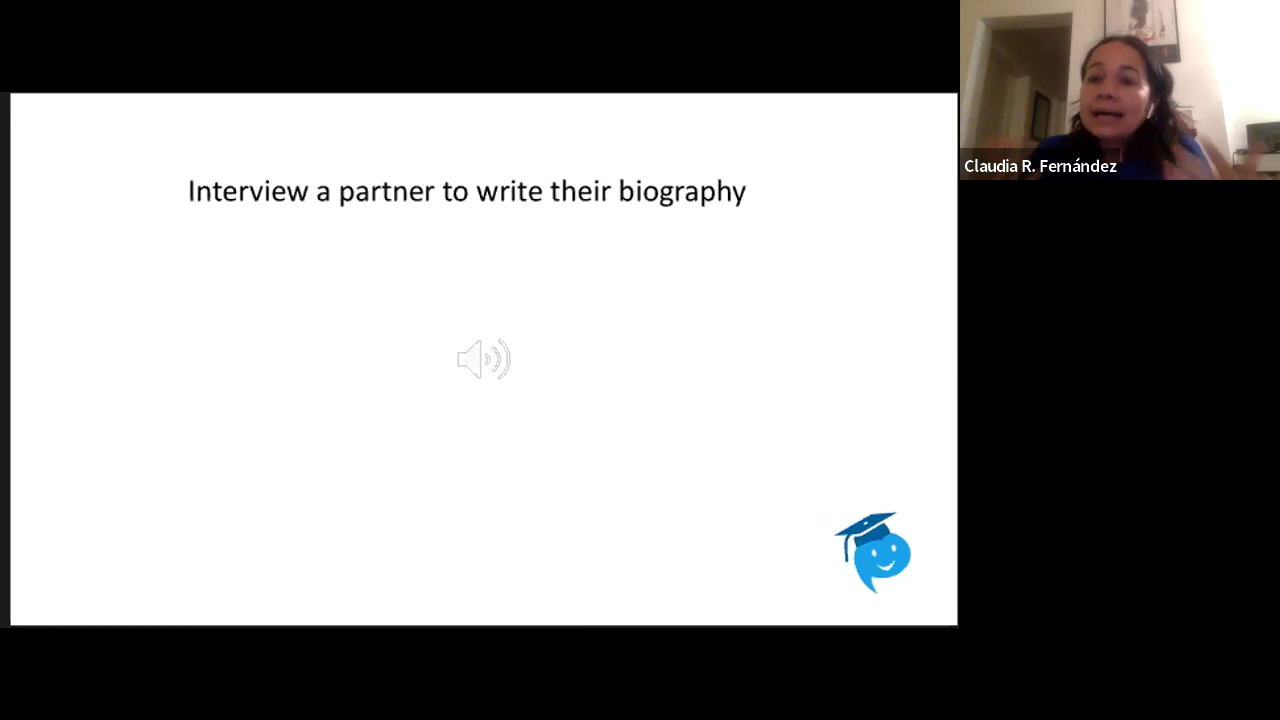 Interview a partner to write their biography
Claudia R. Fernández